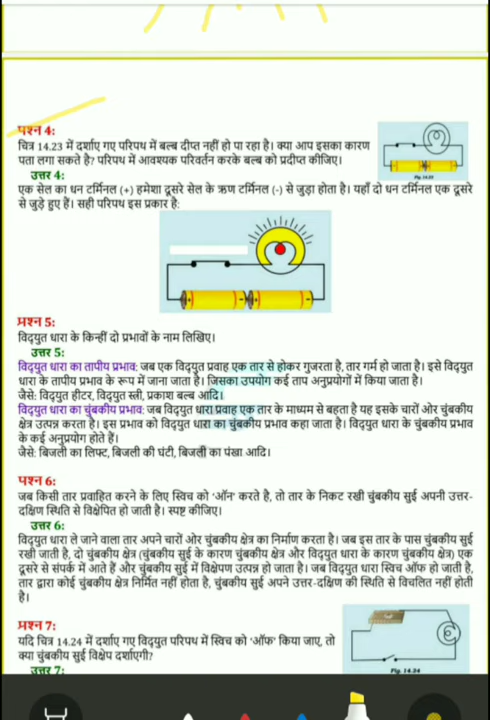 प्रश्न 4:
चित्र 14.23 में दर्शाए गए परिपथ में बल्ब दीप्त नहीं हो पा रहा है। क्या आप इसका कारण
पता लगा सकते है? परिपथ में आवश्यक परिवर्तन करके बल्ब को प्रदीप्त कीजिए।
Fig. 14.23
उत्तर 4:
एक सेल का धन टर्मिनल (+) हमेशा दूसरे सेल के ऋण टर्मिनल (-) से जुड़ा होता है। यहाँ दो धन टर्मिनल एक दूसरे
से जुड़े हुए हैं। सही परिपथ इस प्रकार है:
प्रश्न 5:
विद्युत धारा के किन्हीं दो प्रभावों के नाम लिखिए।
उत्तर 5:
विद्युत धारा का तापीय प्रभाव: जब एक विद्युत प्रवाह एक तार से होकर गुजरता है, तार गर्म हो जाता है। इसे विद्युत
धारा के तापीय प्रभाव के रूप में जाना जाता है। जिसका उपयोग कई ताप अनुप्रयोगों में किया जाता है।
जैसे: विद्युत हीटर, विद्युत स्त्री, प्रकाश बल्ब आदि।
विद्युत धारा का चुंबकीय प्रभाव: जब विद्युत धारा प्रवाह एक तार के माध्यम से बहता है यह इसके चारों ओर चुंबकीय
क्षेत्र उत्पन्न करता है। इस प्रभाव को विद्युत धारा का चुंबकीय प्रभाव कहा जाता है। विद्युत धारा के चुंबकीय प्रभाव
के कई अनुप्रयोग होते हैं।
जैसे: बिजली का लिफ्ट, बिजली की घंटी, बिजली का पंखा आदि।
प्रश्न 6:
जब किसी तार प्रवाहित करने के लिए स्विच को 'ऑन' करते है, तो तार के निकट रखी चुंबकीय सुई अपनी उत्तर-
दक्षिण स्थिति से विक्षेपित हो जाती है। स्पष्ट कीजिए।
उत्तर 6:
विद्युत धारा ले जाने वाला तार अपने चारों ओर चुंबकीय क्षेत्र का निर्माण करता है। जब इस तार के पास चुंबकीय सुई
रखी जाती है, दो चुंबकीय क्षेत्र (चुंबकीय सुई के कारण चुंबकीय क्षेत्र और विद्युत धारा के कारण चुंबकीय क्षेत्र) एक
दूसरे से संपर्क में आते हैं और चुंबकीय सुई में विक्षेपण उत्पन्न हो जाता है। जब विद्युत धारा स्विच ऑफ हो जाती है,
तार द्वारा कोई चुंबकीय क्षेत्र निर्मित नहीं होता है, चुंबकीय सुई अपने उत्तर-दक्षिण की स्थिति से विचलित नहीं होती
है।
प्रश्न 7:
यदि चित्र 14.24 में दर्शाए गए विद्युत परिपथ में स्विच को 'ऑफ' किया जाए, तो
क्या चुंबकीय सुई विक्षेप दर्शाएगी?
Fig. 14.24
उत्तर 7: